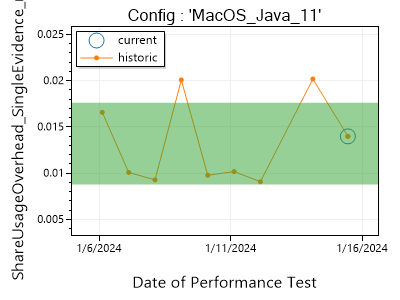 Config : 'MacOS_Java_11'
ShareUsageOverhead_SingleEvidence_
0.025
0.02
0.015
0.01
0.005
current
historic
1/6/2024
1/11/2024
1/16/2024
Date of Performance Test